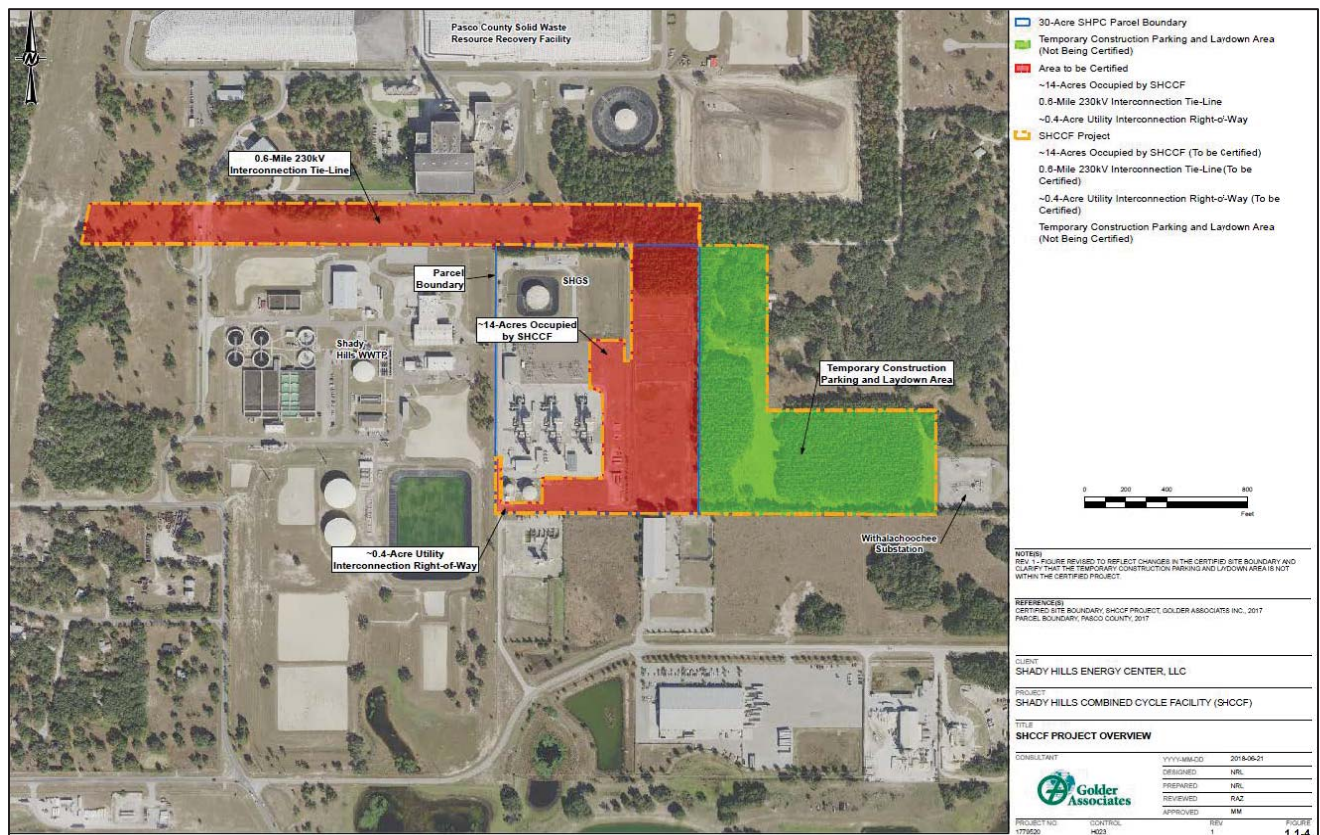 N
Pasco County Solid Waste
Resource Recovery Facility
0.6-Mile 230kV
Interconnection Tie-Line
Parcel
Boundary
SHGS
~14-Acres Occupied
by SHCCF
Shady
Hills WWTP
Temporary Construction
Parking and Laydown Area
Withalachoochee
Substation
~0.4-Acre Utility
Interconnection Right-of-Way
30-Acre SHPC Parcel Boundary
Temporary Construction Parking and Laydown Area
(Not Being Certified)
Area to be Certified
~14-Acres Occupied by SHCCF
0.6-Mile 230kV Interconnection Tie-Line
~0.4-Acre Utility Interconnection Right-o'-Way
SHCCF Project
~14-Acres Occupied by SHCCF (To be Certified)
0.6-Mile 230kV Interconnection Tie-Line (To be
Certified)
~0.4-Acre Utility Interconnection Right-o'-Way (To be
Certified)
Temporary Construction Parking and Laydown Area
(Not Being Certified)
0 200 400 800
Feet
NOTE(S)
REV. 1 - FIGURE REVISED TO REFLECT CHANGES IN THE CERTIFIED SITE BOUNDARY AND
CLARIFY THAT THE TEMPORARY CONSTRUCTION PARKING AND LAYDOWN AREA IS NOT
WITHIN THE CERTIFIED PROJECT.
REFERENCE(S)
CERTIFIED SITE BOUNDARY, SHCCF PROJECT, GOLDER ASSOCIATES INC., 2017
PARCEL BOUNDARY, PASCO COUNTY, 2017
CLIENT
SHADY HILLS ENERGY CENTER, LLC
PROJECT
SHADY HILLS COMBINED CYCLE FACILITY (SHCCF)
TITLE
SHCCF PROJECT OVERVIEW
CONSULTANT
Golder
Associates
YYYY-MM-DD 2018-06-21
DESIGNED NRL
PREPARED NRL
REVIEWED RAZ
APPROVED MM
PROJECT NO. CONTROL REV FIGURE
1779520 H023 1 1.1-4